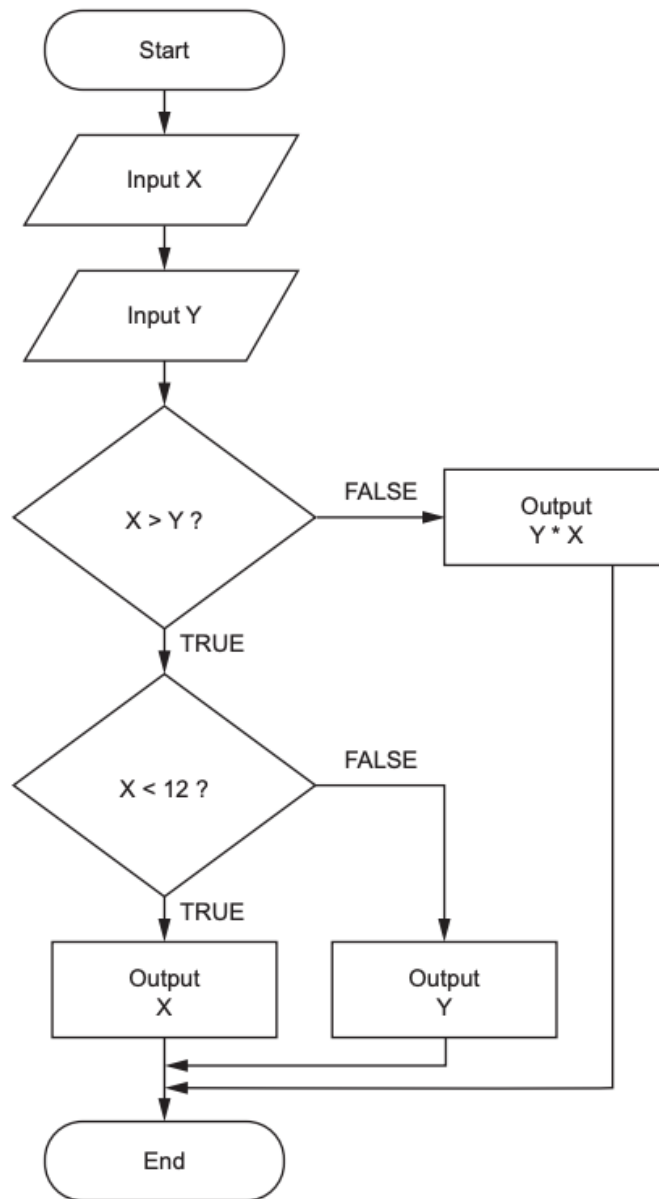 Start
Input X
Input Y
X > Y ?
FALSE
Output
Y * X
TRUE
X < 12 ?
FALSE
TRUE
Output
X
Output
Y
End